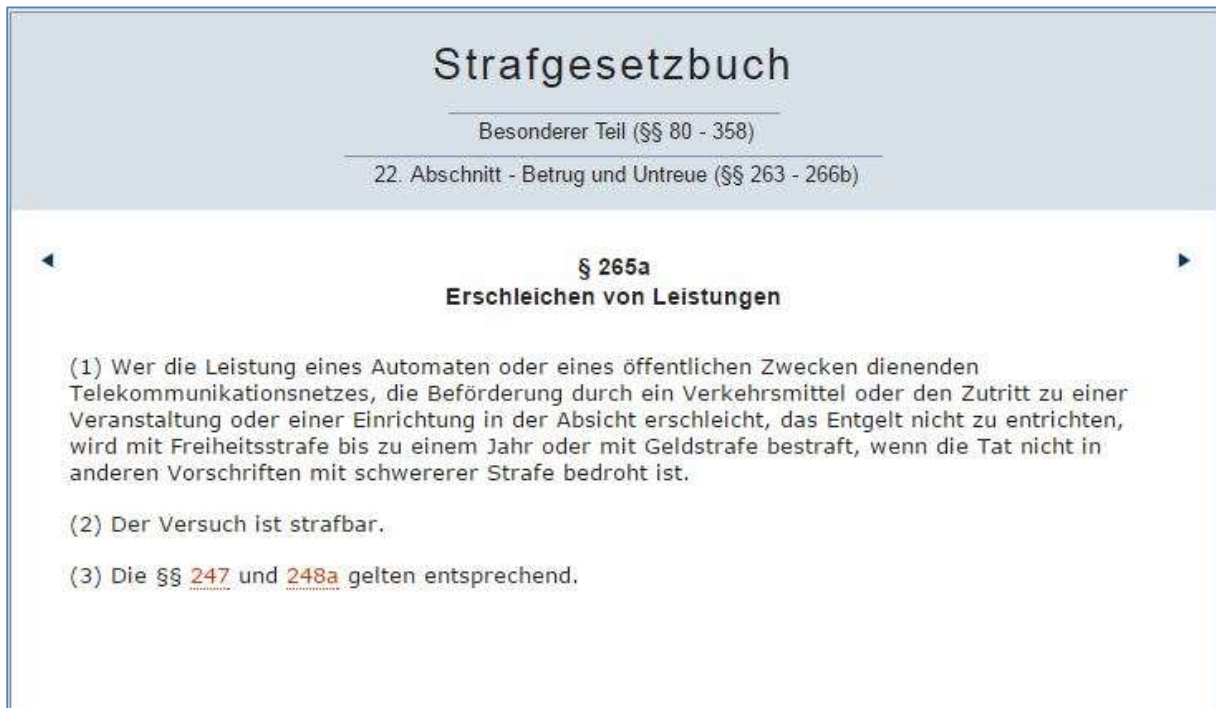 Strafgesetzbuch
Besonderer Teil (§§ 80 - 358)
22. Abschnitt - Betrug und Untreue (§§ 263 - 266b)
§ 265a
Erschleichen von Leistungen
(1) Wer die Leistung eines Automaten oder eines öffentlichen Zwecken dienenden
Telekommunikationsnetzes, die Beförderung durch ein Verkehrsmittel oder den Zutritt zu einer
Veranstaltung oder einer Einrichtung in der Absicht erschleicht, das Entgelt nicht zu entrichten,
wird mit Freiheitsstrafe bis zu einem Jahr oder mit Geldstrafe bestraft, wenn die Tat nicht in
anderen Vorschriften mit schwererer Strafe bedroht ist.
(2) Der Versuch ist strafbar.
(3) Die §§ 247 und 248a gelten entsprechend.